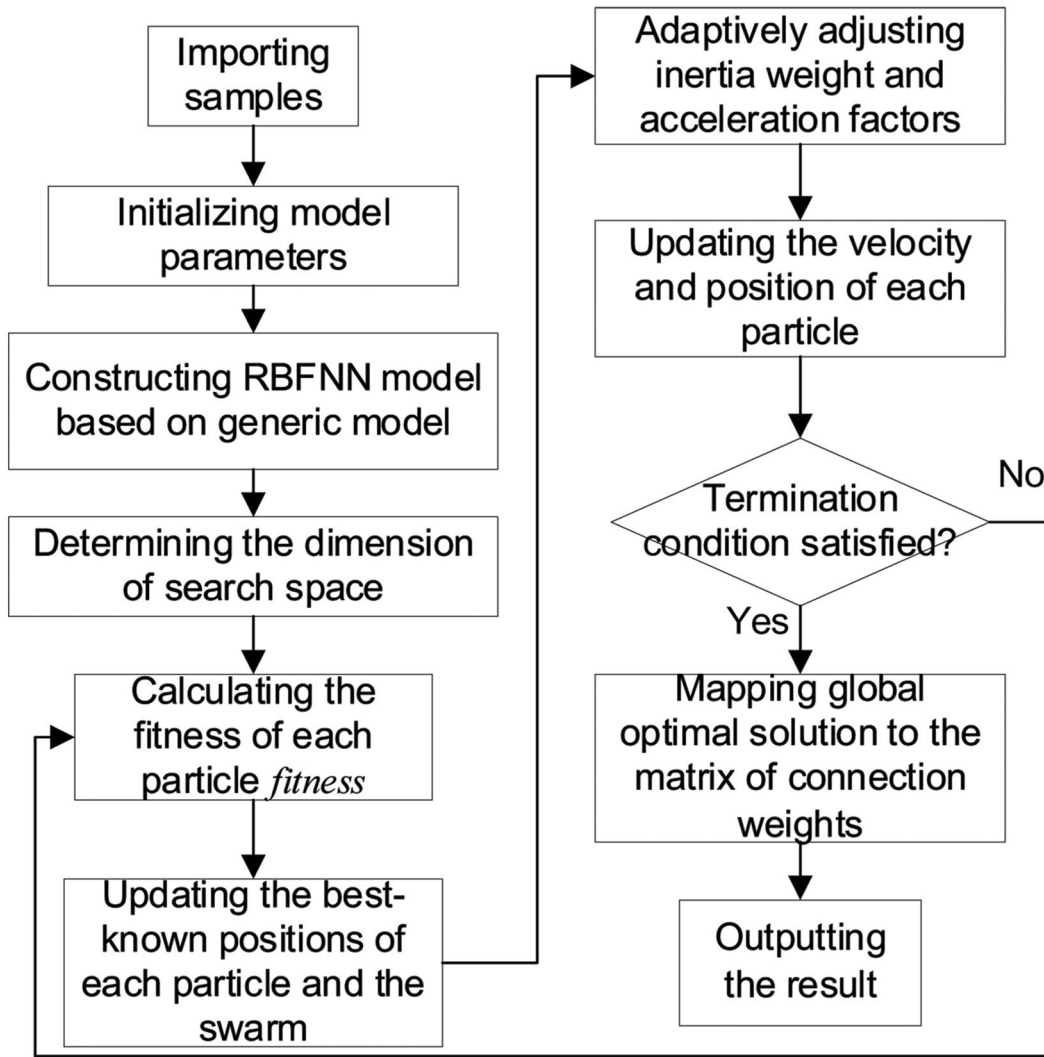 Importing
samples
Initializing model
parameters
Constructing RBFNN model
based on generic model
Determining the dimension
of search space
Calculating the
fitness of each
particle fitness
Updating the best-
known positions of
each particle and the
swarm
Adaptively adjusting
inertia weight and
acceleration factors
Updating the velocity
and position of each
particle
Termination
condition satisfied?
No
Yes
Mapping global
optimal solution to the
matrix of connection
weights
Outputting
the result